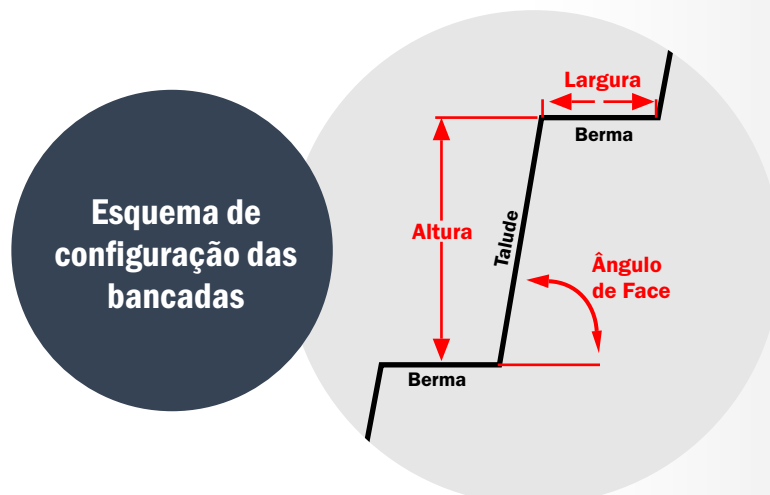 Esquema de
configuração das
bancadas
Largura
Berma
Altura
Talude
Ângulo
de Face
Berma